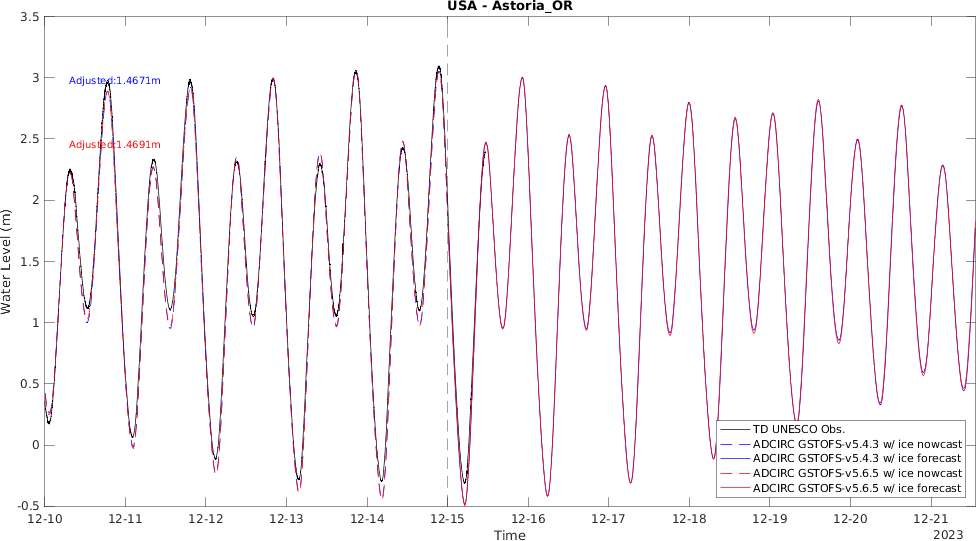 USA - Astoria_OR
3.5
3
2.5
2
1.5
1
0.5
0
-0.5
Water Level (m)
Adjusted:1.4671m
Adjusted:1.4691m
TD UNESCO Obs.
ADCIRC GSTOFS-v5.4.3 w/ ice nowcast
ADCIRC GSTOFS-v5.4.3 w/ ice forecast
ADCIRC GSTOFS-v5.6.5 w/ ice nowcast
ADCIRC GSTOFS-v5.6.5 w/ ice forecast
12-10 12-11 12-12 12-13 12-14 12-15 12-16 12-17 12-18 12-19 12-20 12-21
Time
2023